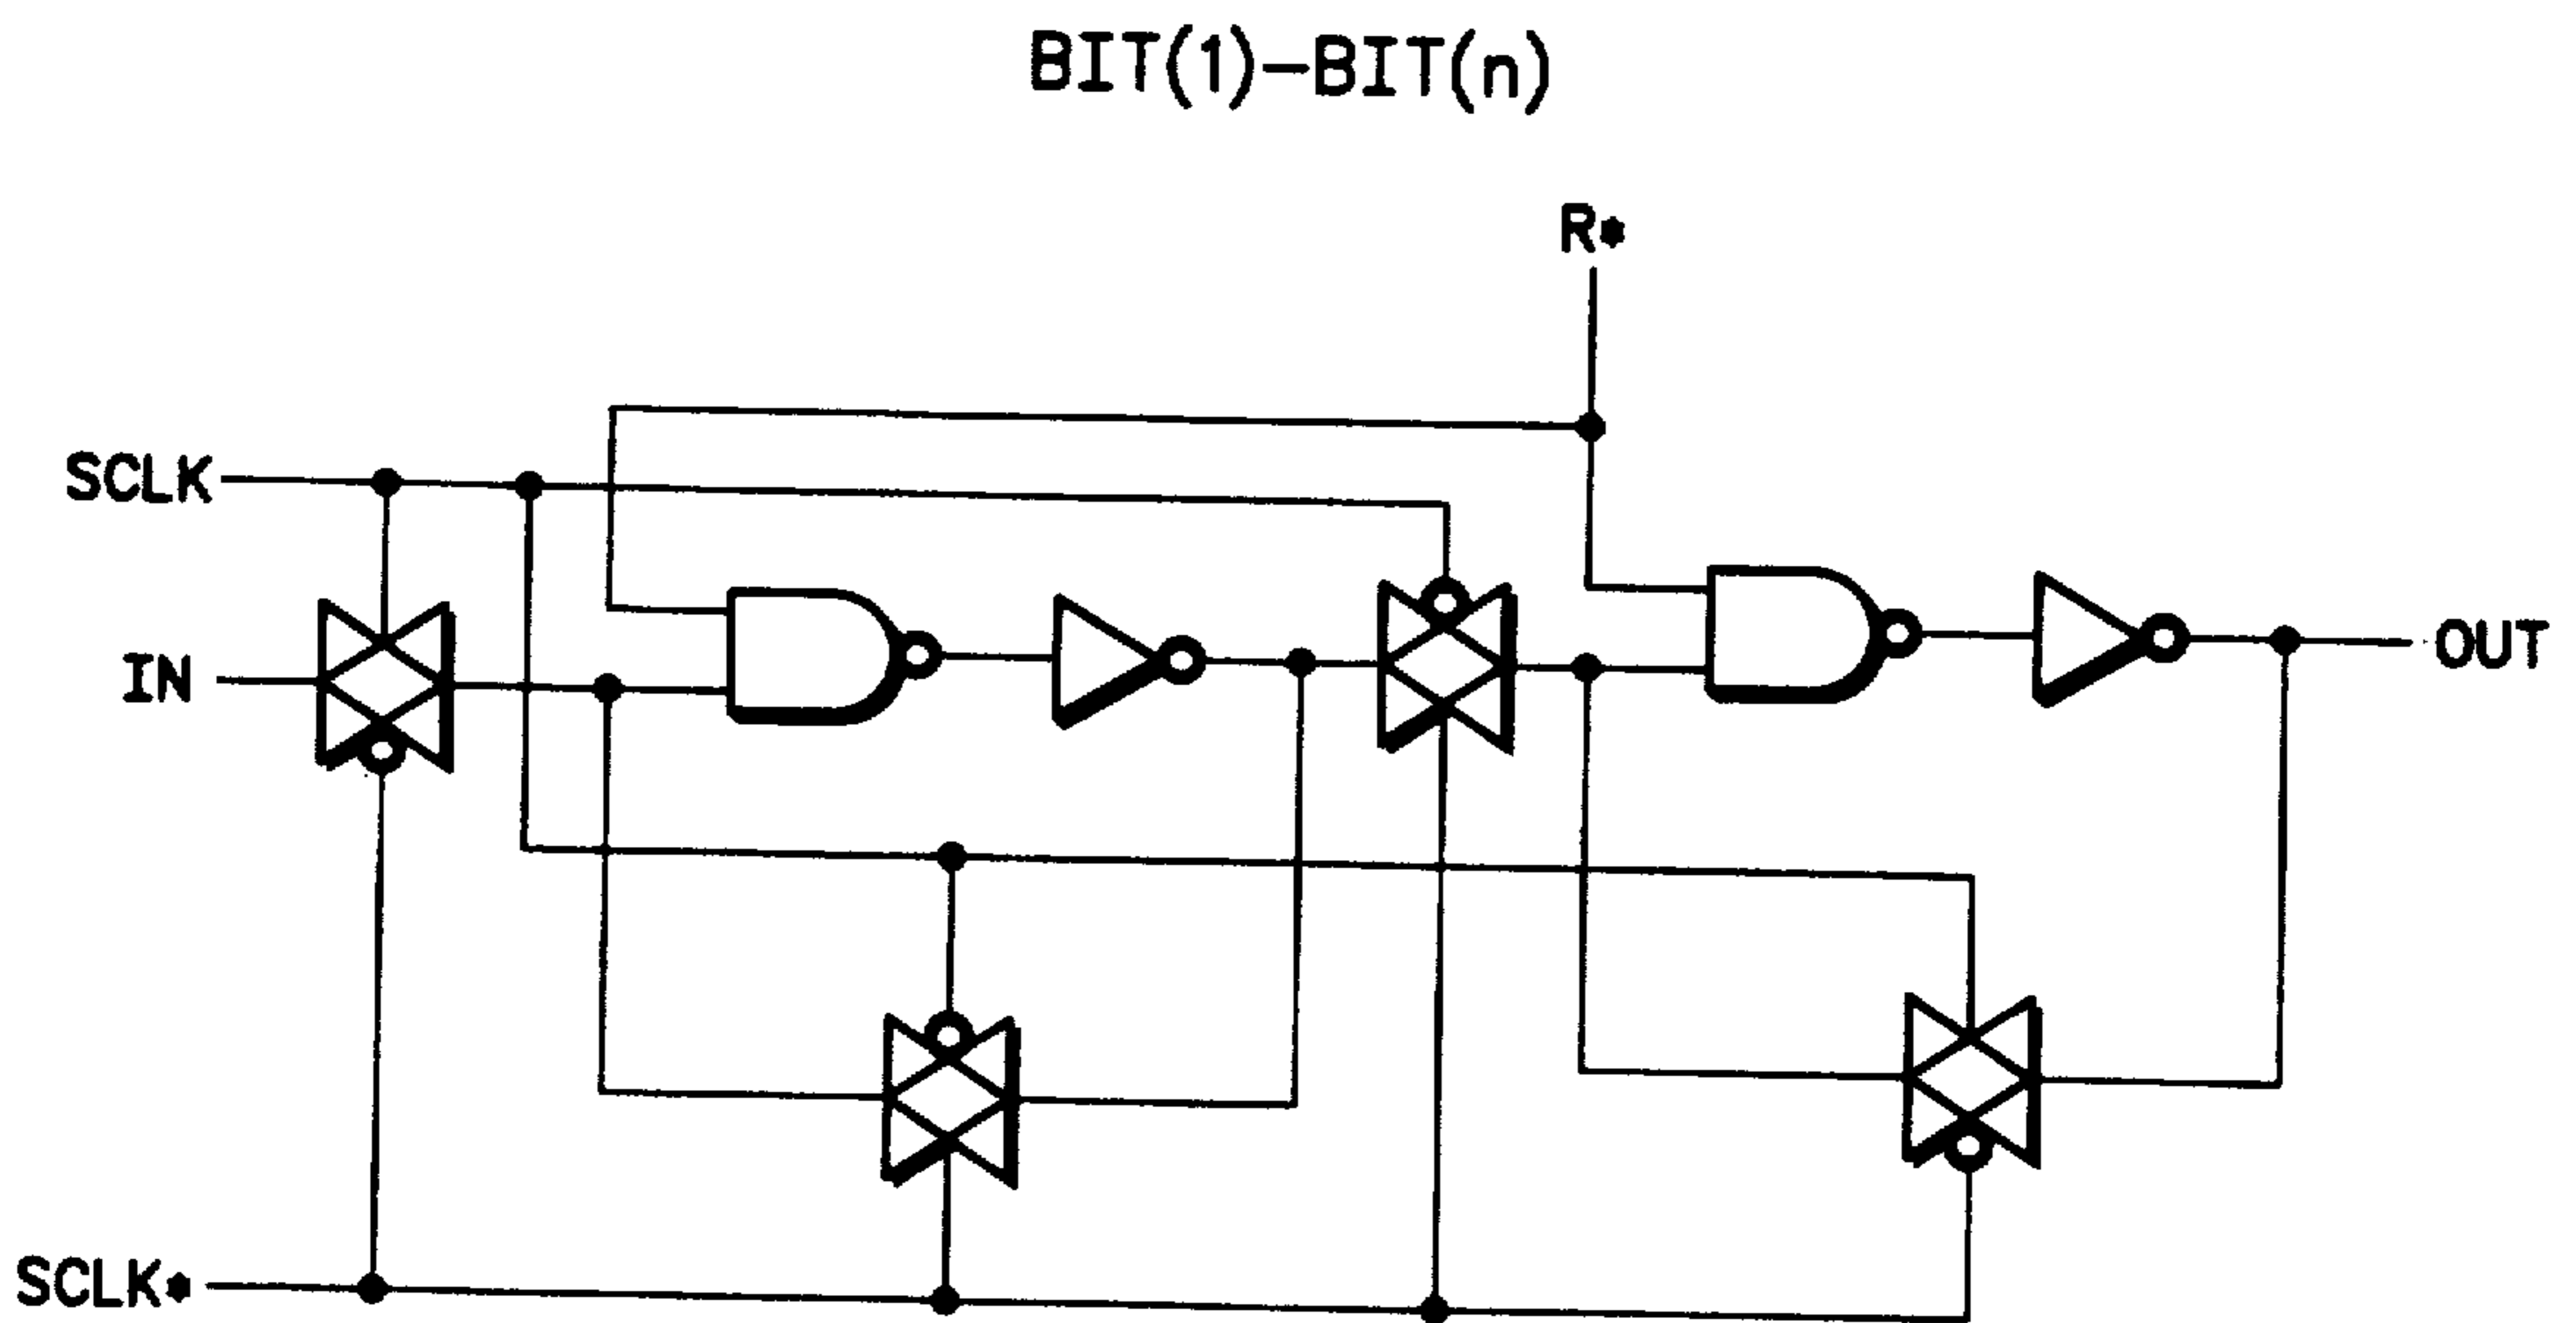 BIT(1)-BIT(n)
R*
SCLK
IN
OUT
SCLK*